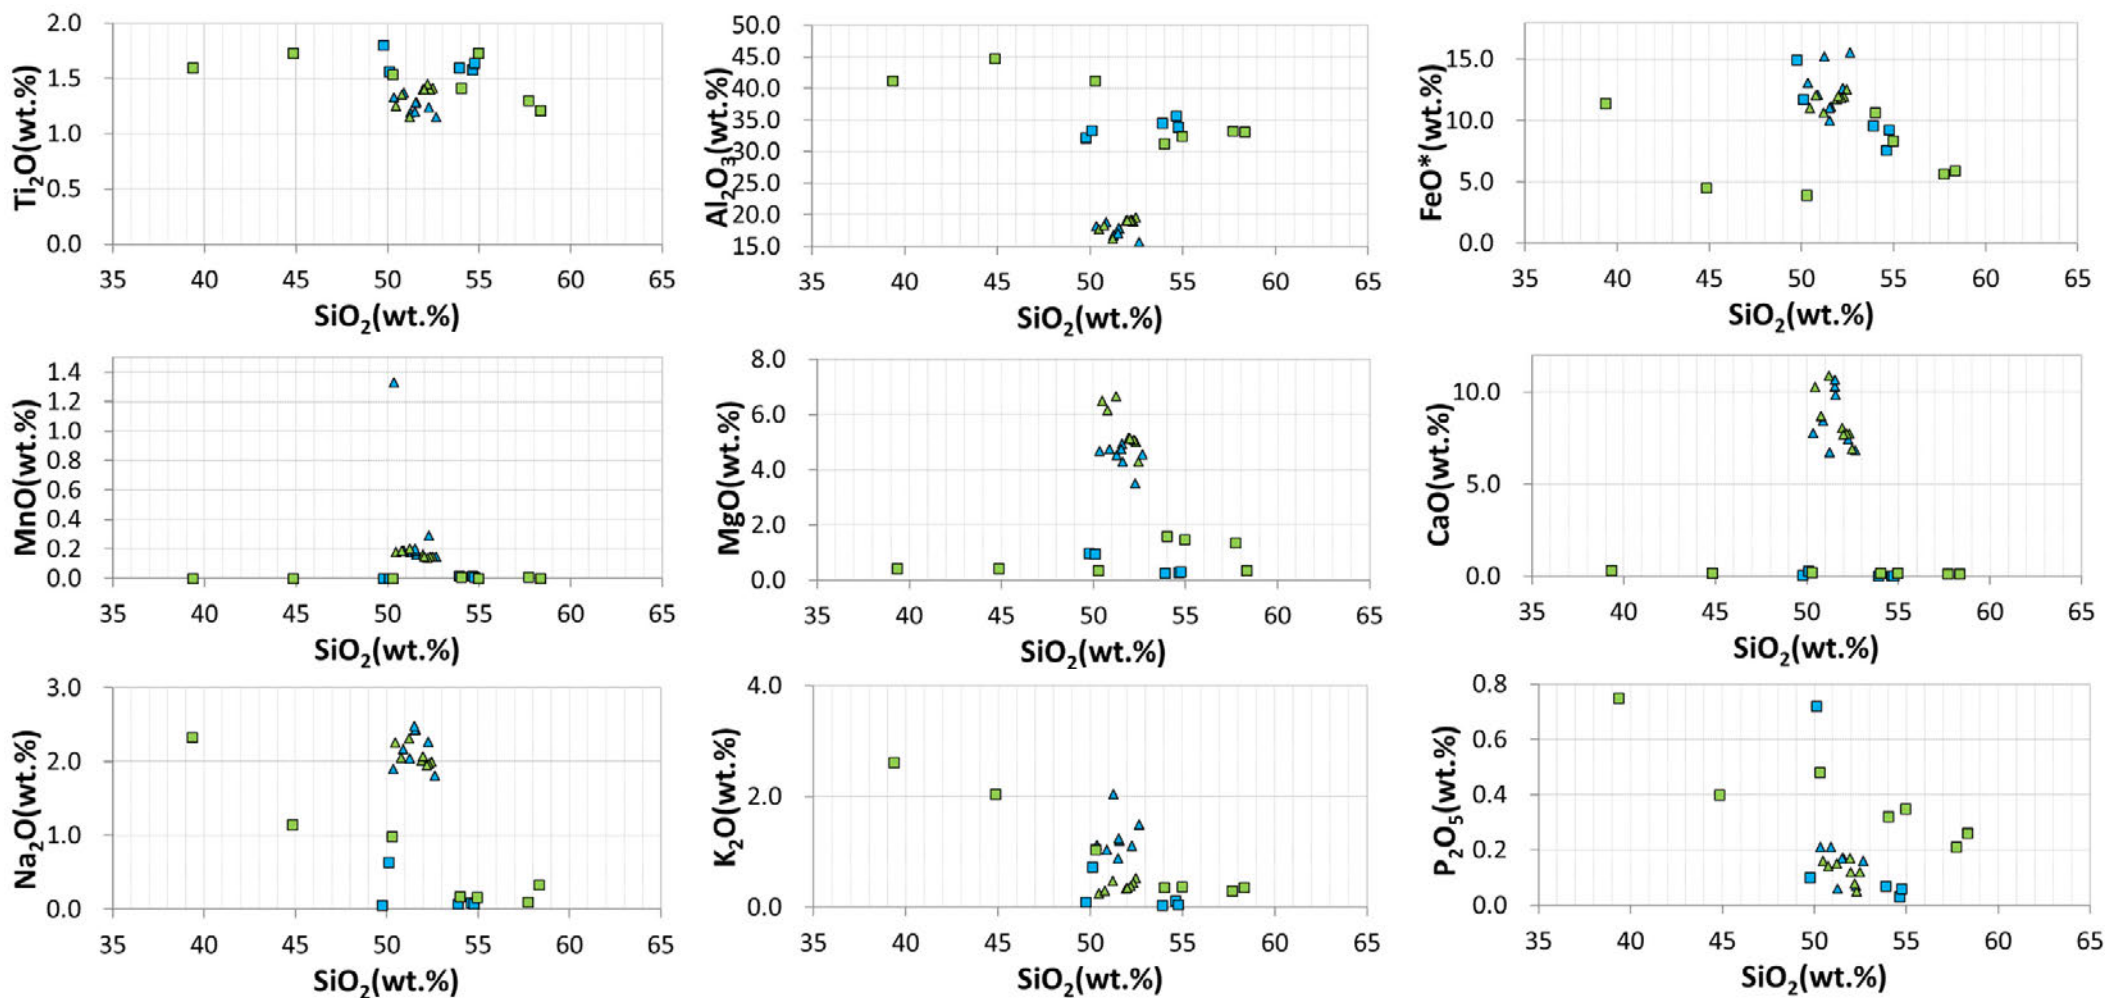 Ti₂O(wt.%)
2.0
1.5
1.0
0.5
0.0
35 40 45 50 55 60 65
SiO₂(wt.%)
Al₂O₃(wt.%)
50.0
45.0
40.0
35.0
30.0
25.0
20.0
15.0
35 40 45 50 55 60 65
SiO₂(wt.%)
FeO*(wt.%)
15.0
10.0
5.0
0.0
35 40 45 50 55 60 65
SiO₂(wt.%)
MnO(wt.%)
1.4
1.2
1.0
0.8
0.6
0.4
0.2
0.0
35 40 45 50 55 60 65
SiO₂(wt.%)
MgO(wt.%)
8.0
6.0
4.0
2.0
0.0
35 40 45 50 55 60 65
SiO₂(wt.%)
CaO(wt.%)
10.0
5.0
0.0
35 40 45 50 55 60 65
SiO₂(wt.%)
Na₂O(wt.%)
3.0
2.0
1.0
0.0
35 40 45 50 55 60 65
SiO₂(wt.%)
K₂O(wt.%)
4.0
2.0
0.0
35 40 45 50 55 60 65
SiO₂(wt.%)
P₂O₅(wt.%)
0.8
0.6
0.4
0.2
0.0
35 40 45 50 55 60 65
SiO₂(wt.%)